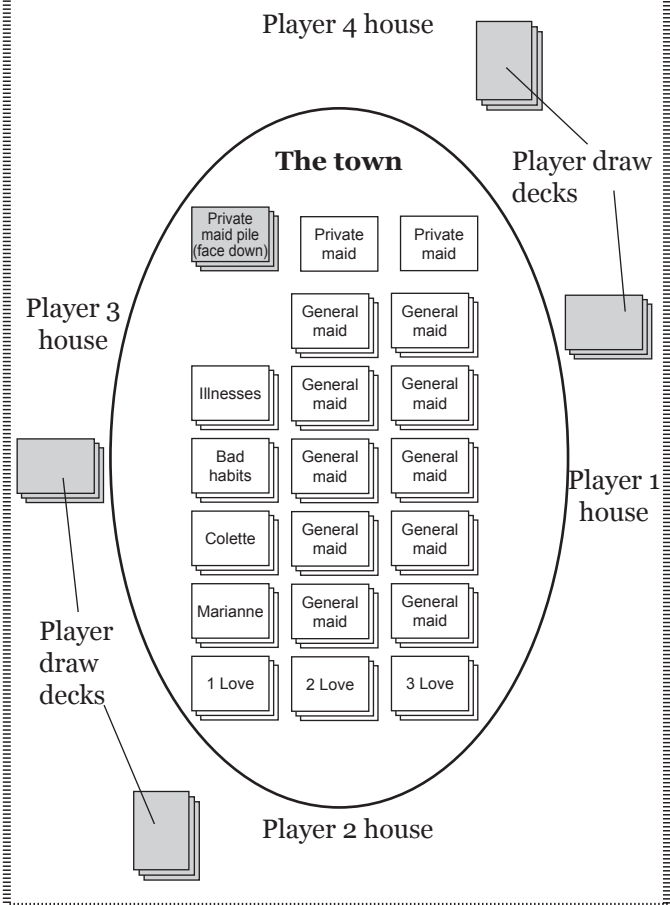 Player 4 house
The town
Player draw
decks
Private
maid pile
(face down)
Private
maid
Private
maid
Player 3
house
General
maid
General
maid
Illnesses
General
maid
General
maid
Bad
habits
General
maid
General
maid
Player 1
house
Colette
General
maid
General
maid
Marianne
General
maid
General
maid
Player
draw
decks
1 Love
2 Love
3 Love
Player 2 house